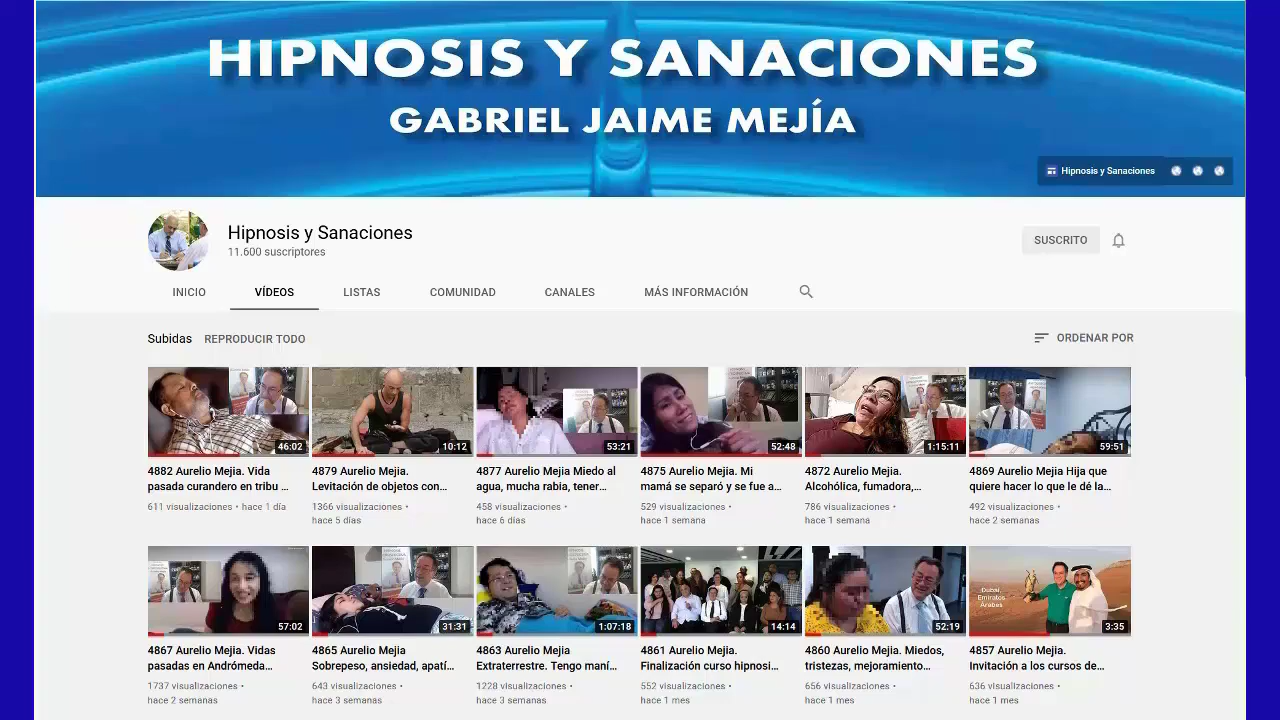 HIPNOSIS Y SANACIONES
GABRIEL JAIME MEJÍA
Hipnosis y Sanaciones
Hipnosis y Sanaciones
11.600 suscriptores
SUSCRITO
INICIO VÍDEOS LISTAS COMUNIDAD CANALES MÁS INFORMACIÓN
Subidas REPRODUCIR TODO
ORDENAR POR
46:02
4882 Aurelio Mejia. Vida
pasada curandero en tribu ...
611 visualizaciones • hace 1 día
10:12
4879 Aurelio Mejia.
Levitación de objetos con...
1366 visualizaciones •
hace 5 días
53:21
4877 Aurelio Mejia Miedo al
agua, mucha rabia, tener...
458 visualizaciones •
hace 6 días
52:48
4875 Aurelio Mejia. Mi
mamá se separó y se fue a...
529 visualizaciones •
hace 1 semana
1:15:11
4872 Aurelio Mejia.
Alcohólica, fumadora,...
786 visualizaciones •
hace 1 semana
59:51
4869 Aurelio Mejia Hija que
quiere hacer lo que le dé la...
492 visualizaciones •
hace 2 semanas
57:02
4867 Aurelio Mejia. Vidas
pasadas en Andrómeda...
1737 visualizaciones •
hace 2 semanas
31:31
4865 Aurelio Mejia
Sobrepeso, ansiedad, apatí...
643 visualizaciones •
hace 3 semanas
1:07:18
4863 Aurelio Mejia
Extraterrestre. Tengo maní...
1228 visualizaciones •
hace 3 semanas
14:14
4861 Aurelio Mejia.
Finalización curso hipnosi...
552 visualizaciones •
hace 1 mes
52:19
4860 Aurelio Mejia. Miedos,
tristezas, mejoramiento...
656 visualizaciones •
hace 1 mes
Dubai,
Emiratos
Arabes
3:35
4857 Aurelio Mejia.
Invitación a los cursos de...
636 visualizaciones •
hace 1 mes